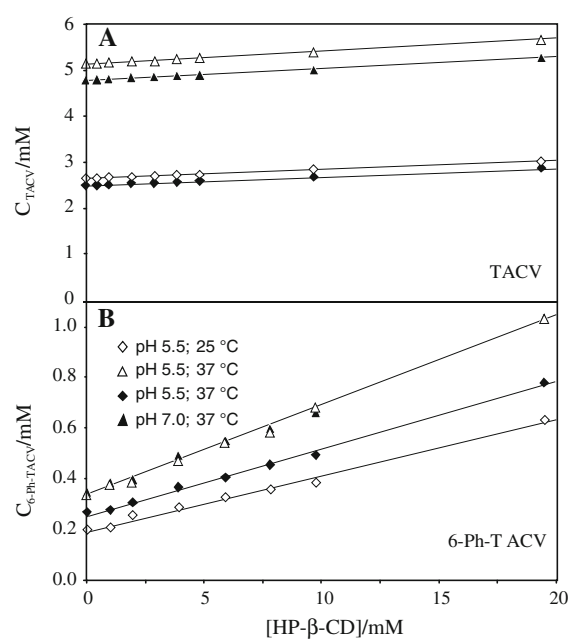 A
6
5
4
3
2
1
0
C_TACV/mM
TACV
B
1.0
0.8
0.6
0.4
0.2
0.0
C_6-Ph-TACV/mM
◇ pH 5.5; 25 °C
△ pH 5.5; 37 °C
◆ pH 5.5; 37 °C
▲ pH 7.0; 37 °C
6-Ph-T ACV
0 5 10 15 20
[HP-β-CD]/mM